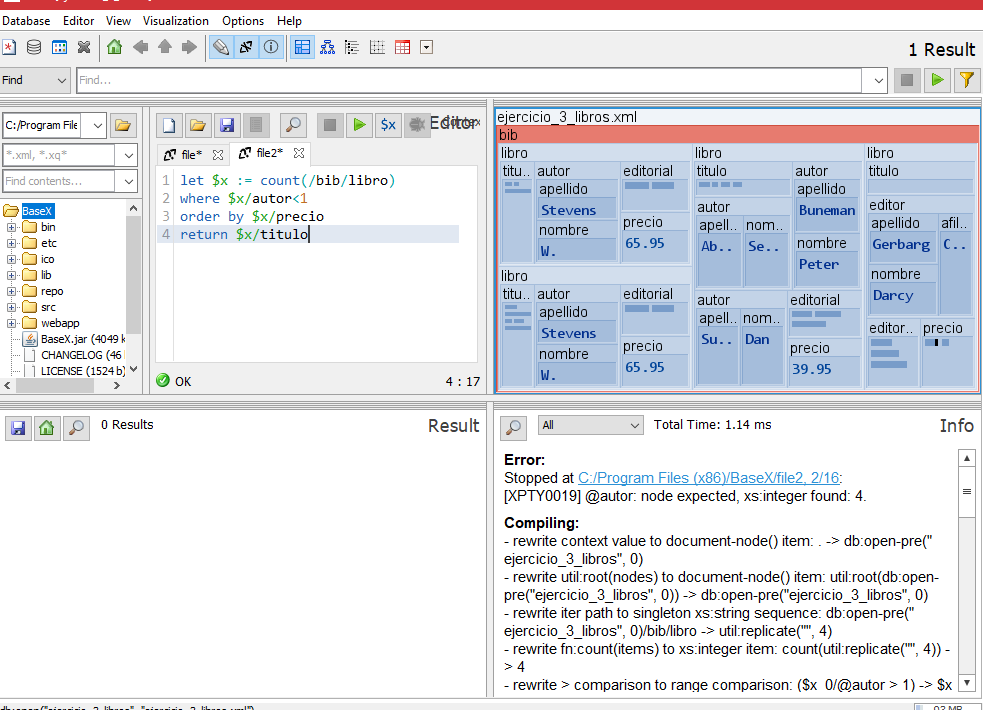 Database Editor View Visualization Options Help
1 Result
Find
Find...
C:/Program File
Editor
*.xml, *.xq*
file*
file2*
Find contents...
1 let $x := count(/bib/libro)
2 where $x/autor<1
3 order by $x/precio
4 return $x/titulo
BaseX
bin
etc
ico
lib
repo
src
webapp
BaseX.jar (4049 k
CHANGELOG (46
LICENSE (1524 b)
OK
4 : 17
ejercicio_3_libros.xml
bib
libro
titu..
autor
apellido
Stevens
nombre
W.
editorial
precio
65.95
libro
titu..
autor
apellido
Stevens
nombre
W.
editorial
precio
65.95
libro
titulo
autor
apell..
Ab..
nom..
Se..
autor
apellido
Buneman
nombre
Peter
autor
apell..
Su..
nom..
Dan
editorial
precio
39.95
libro
titulo
editor
apellido
Gerbarg
nombre
Darcy
afil..
C..
editor..
precio
0 Results
Result
All
Total Time: 1.14 ms
Info
Error:
Stopped at C:/Program Files (x86)/BaseX/file2, 2/16:
[XPTY0019] @autor: node expected, xs:integer found: 4.
Compiling:
- rewrite context value to document-node() item: . -> db:open-pre("
ejercicio_3_libros", 0)
- rewrite util:root(nodes) to document-node() item: util:root(db:open-
pre("ejercicio_3_libros", 0)) -> db:open-pre("ejercicio_3_libros", 0)
- rewrite iter path to singleton xs:string sequence: db:open-pre("
ejercicio_3_libros", 0)/bib/libro -> util:replicate("", 4)
- rewrite fn:count(items) to xs:integer item: count(util:replicate("", 4)) -
> 4
- rewrite > comparison to range comparison: ($x_0/@autor > 1) -> $x